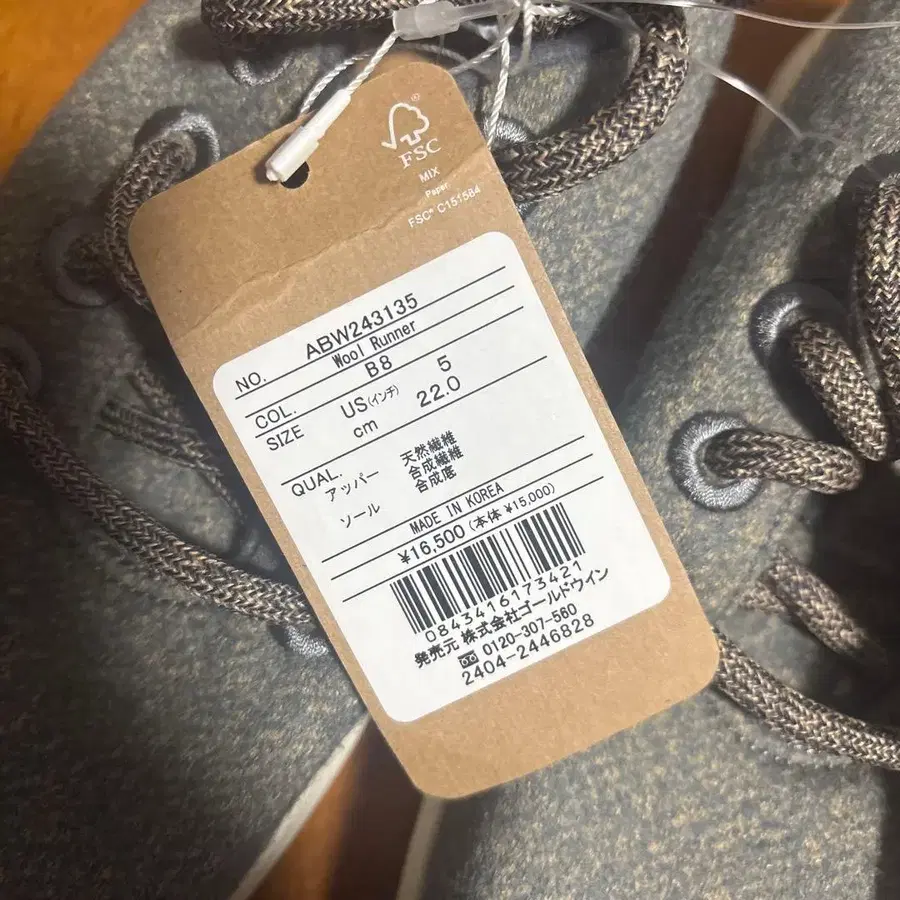 FSC®
MIX
Paper
FSC® C151584
NO. ABW243135
Wool Runner
COL. B8
SIZE US(インチ) 5
cm 22.0
QUAL.
アッパー 天然繊維
合成繊維
ソール 合成底
MADE IN KOREA
¥16,500 (本体 ¥15,000)
0843416173421
発売元 株式会社ゴールドウイン
0120-307-560
2404-2446828